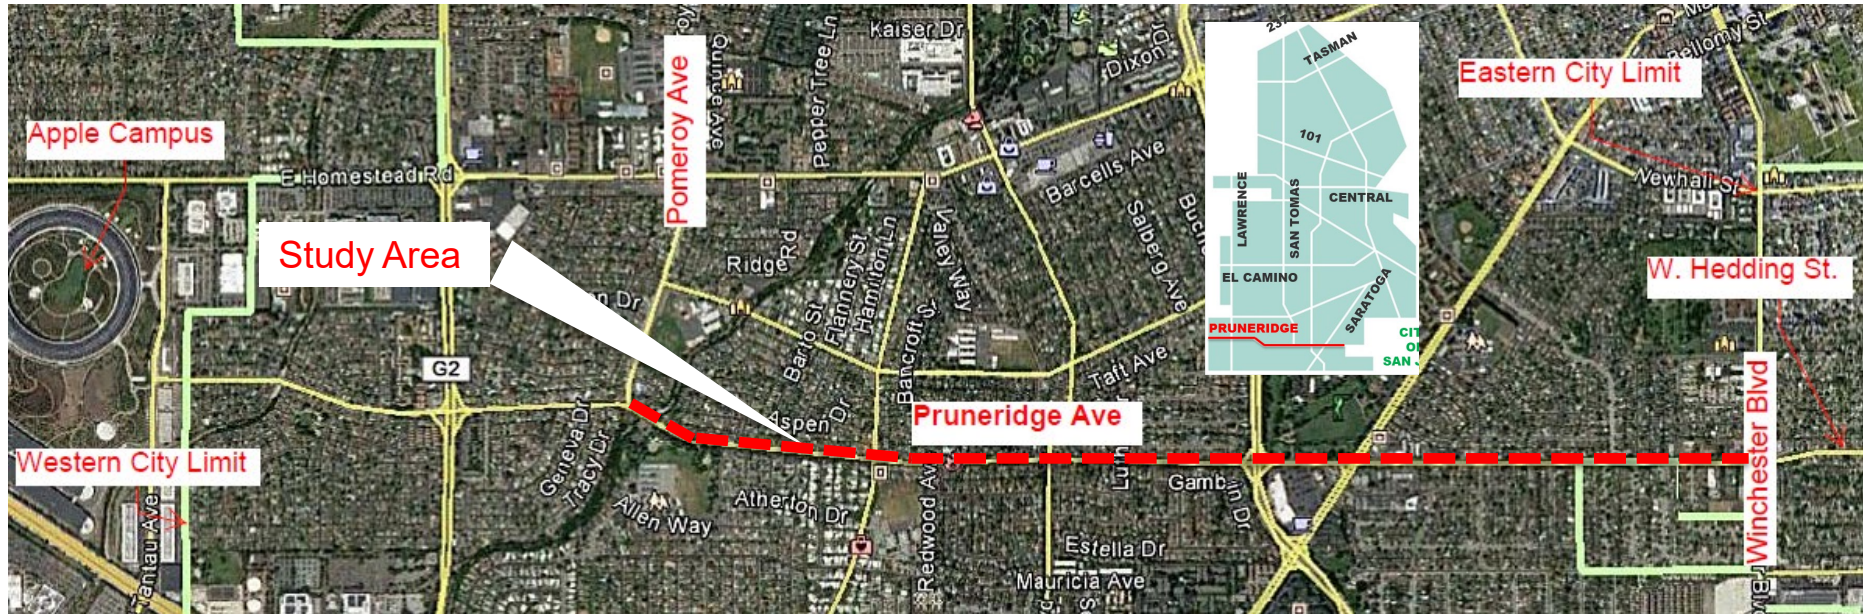 Kaiser Dr
Pepper Tree Ln
Quince Ave
Pomeroy Ave
Dixon Dr
Bellomy St
Eastern City Limit
Apple Campus
E Homestead Rd
Barcells Ave
Newhall St
Salberg Ave
Valley Way
Study Area
Ridge Rd
Flannery St
Hamilton Ln
Barto St
Bancroft St
W. Hedding St.
237
TASMAN
101
LAWRENCE
SAN TOMAS
CENTRAL
EL CAMINO
SARATOGA
PRUNERIDGE
SAN J
G2
Taft Ave
Aspen Dr
Pruneridge Ave
Geneva Dr
Tracy Dr
Western City Limit
Tantau Ave
Allen Way
Atherton Dr
Redwood Ave
Winchester Blvd
Estella Dr
Mauricia Ave